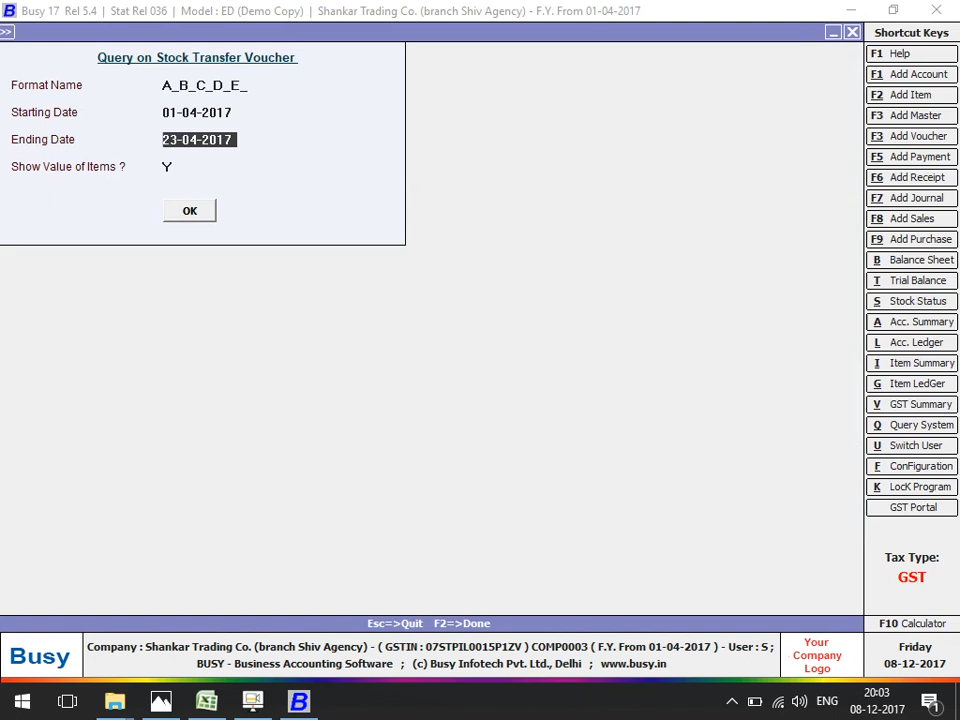 Busy 17 Rel 5.4 | Stat Rel 036 | Model : ED (Demo Copy) | Shankar Trading Co. (branch Shiv Agency) - F.Y. From 01-04-2017
>>
Query on Stock Transfer Voucher
Format Name A_B_C_D_E_
Starting Date 01-04-2017
Ending Date 23-04-2017
Show Value of Items ? Y
OK
Shortcut Keys
F1 Help
F1 Add Account
F2 Add Item
F3 Add Master
F3 Add Voucher
F5 Add Payment
F6 Add Receipt
F7 Add Journal
F8 Add Sales
F9 Add Purchase
B Balance Sheet
T Trial Balance
S Stock Status
A Acc. Summary
L Acc. Ledger
I Item Summary
G Item LedGer
V GST Summary
Q Query System
U Switch User
F ConFiguration
K LocK Program
GST Portal
Tax Type:
GST
Esc=>Quit F2=>Done
F10 Calculator
Busy
Company : Shankar Trading Co. (branch Shiv Agency) - ( GSTIN : 07STPIL0015P1ZV ) COMP0003 ( F.Y. From 01-04-2017 ) - User : S ;
BUSY - Business Accounting Software ; (c) Busy Infotech Pvt. Ltd., Delhi ; www.busy.in
Your
Company
Logo
Friday
08-12-2017
B
ENG
20:03
08-12-2017
1